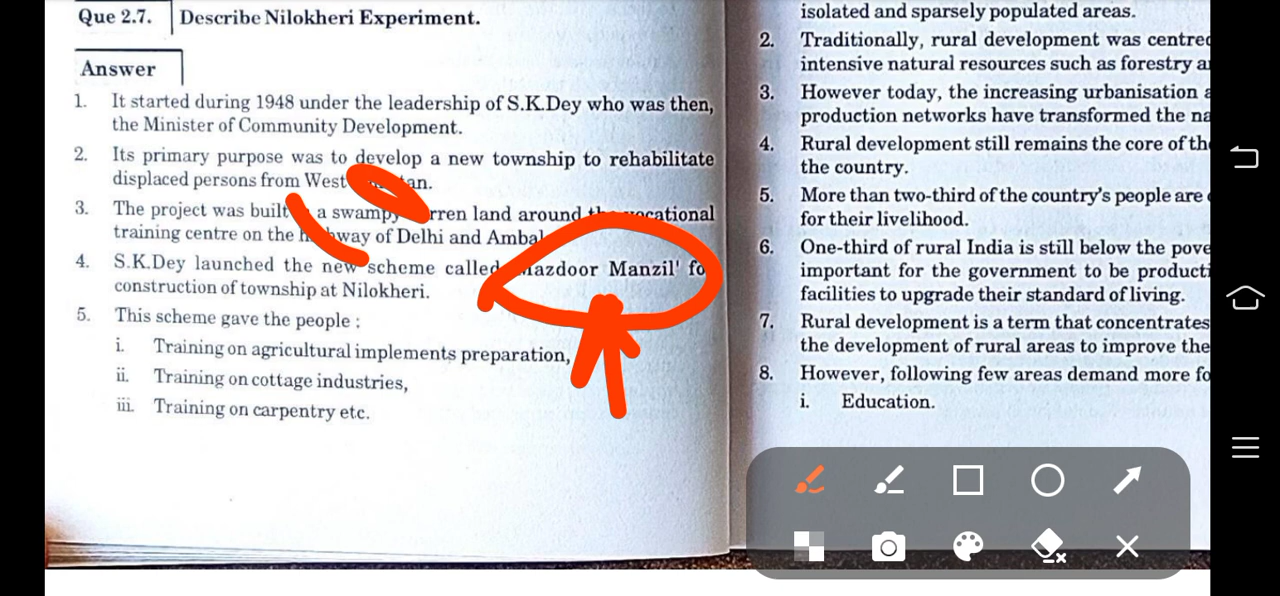 Que 2.7. Describe Nilokheri Experiment.
Answer
1. It started during 1948 under the leadership of S.K.Dey who was then,
the Minister of Community Development.
2. Its primary purpose was to develop a new township to rehabilitate
displaced persons from West
3. The project was built a swampy land around vocational
training centre on the of Delhi and
4. S.K.Dey launched the new scheme called Manzil'
construction of township at Nilokheri.
5. This scheme gave the people :
i. Training on agricultural implements preparation,
ii. Training on cottage industries,
iii. Training on carpentry etc.
isolated and sparsely populated areas.
2. Traditionally, rural development was
intensive natural resources such as forestry
3. However today, the increasing urbanisation
production networks have transformed the
4. Rural development still remains the core of
the country.
5. More than two-third of the country's people are
for their livelihood.
6. One-third of rural India is still below the
important for the government to be
facilities to upgrade their standard of living.
7. Rural development is a term that concentrates
the development of rural areas to improve the
8. However, following few areas demand more
i. Education.